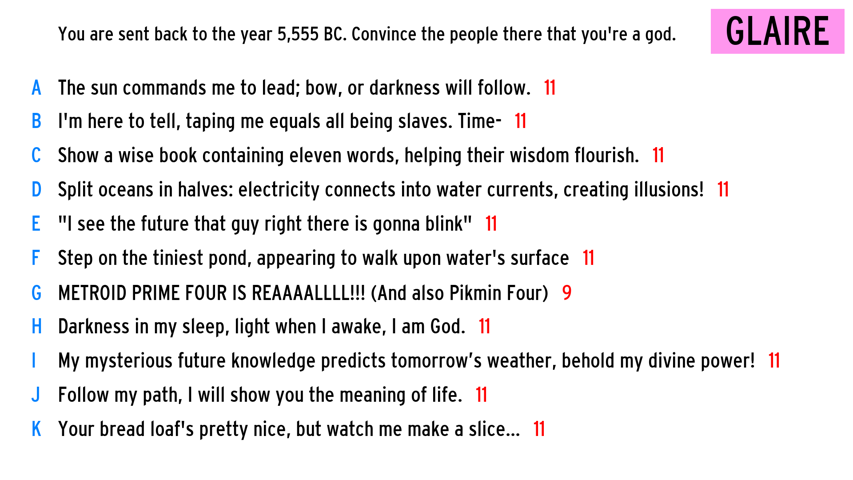 You are sent back to the year 5,555 BC. Convince the people there that you're a god.
GLAIRE
A The sun commands me to lead; bow, or darkness will follow. 11
B I'm here to tell, taping me equals all being slaves. Time- 11
C Show a wise book containing eleven words, helping their wisdom flourish. 11
D Split oceans in halves: electricity connects into water currents, creating illusions! 11
E "I see the future that guy right there is gonna blink" 11
F Step on the tiniest pond, appearing to walk upon water's surface 11
G METROID PRIME FOUR IS REAAAALLLL!!! (And also Pikmin Four) 9
H Darkness in my sleep, light when I awake, I am God. 11
I My mysterious future knowledge predicts tomorrow’s weather, behold my divine power! 11
J Follow my path, I will show you the meaning of life. 11
K Your bread loaf's pretty nice, but watch me make a slice... 11